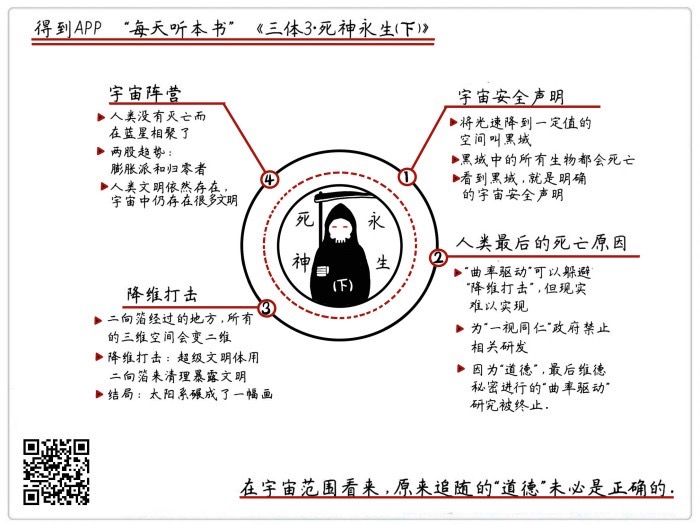 得到APP “每天听本书” 《三体3·死神永生(下)》
宇宙安全声明
①
▶将光速降到一定值的
空间叫黑域
▶黑域中的所有生物都会死亡
▶看到黑域,就是明确
的宇宙安全声明
人类最后的死亡原因
②
▶“曲率驱动”可以躲避
“降维打击”,但现实
难以实现
▶为“一视同仁”政府禁止
相关研发
▶因为“道德”,最后维德
秘密进行的“曲率驱动”
研究被终止.
降维打击
③
▶二向箔经过的地方,所有
的三维空间会变二维
▶降维打击:超级文明体用
二向箔来清理暴露文明
▶结局:太阳系碾成了一幅画
宇宙阵营
④
▶人类没有灭亡而
在蓝星相聚了
▶两股趋势:
膨胀派和归零者
▶人类文明依然存在,
宇宙中仍存在很多文明
死 永
神 生
(下)
在宇宙范围看来,原来追随的“道德”未必是正确的.